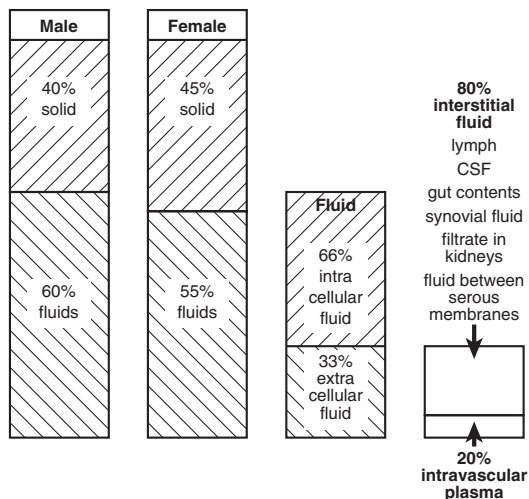 Male
40%
solid
60%
fluids
Female
45%
solid
55%
fluids
Fluid
66%
intra
cellular
fluid
33%
extra
cellular
fluid
80%
interstitial
fluid
lymph
CSF
gut contents
synovial fluid
filtrate in
kidneys
fluid between
serous
membranes
20%
intravascular
plasma